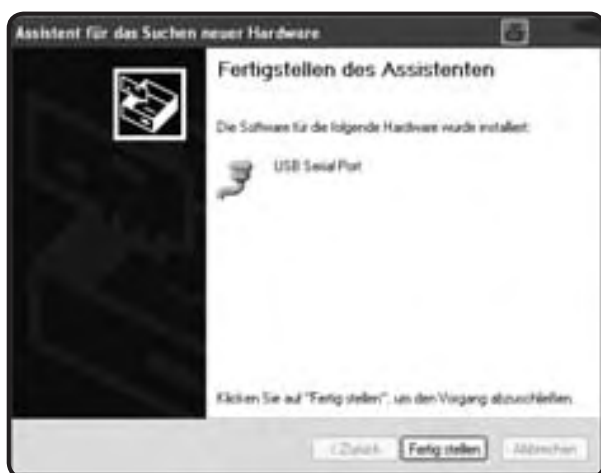 Assistent für das Suchen neuer Hardware
Fertigstellen des Assistenten
Die Software für die folgende Hardware wurde installiert:
USB Serial Port
Klicken Sie auf "Fertig stellen", um den Vorgang abzuschließen.
< Zurück Fertig stellen Abbrechen